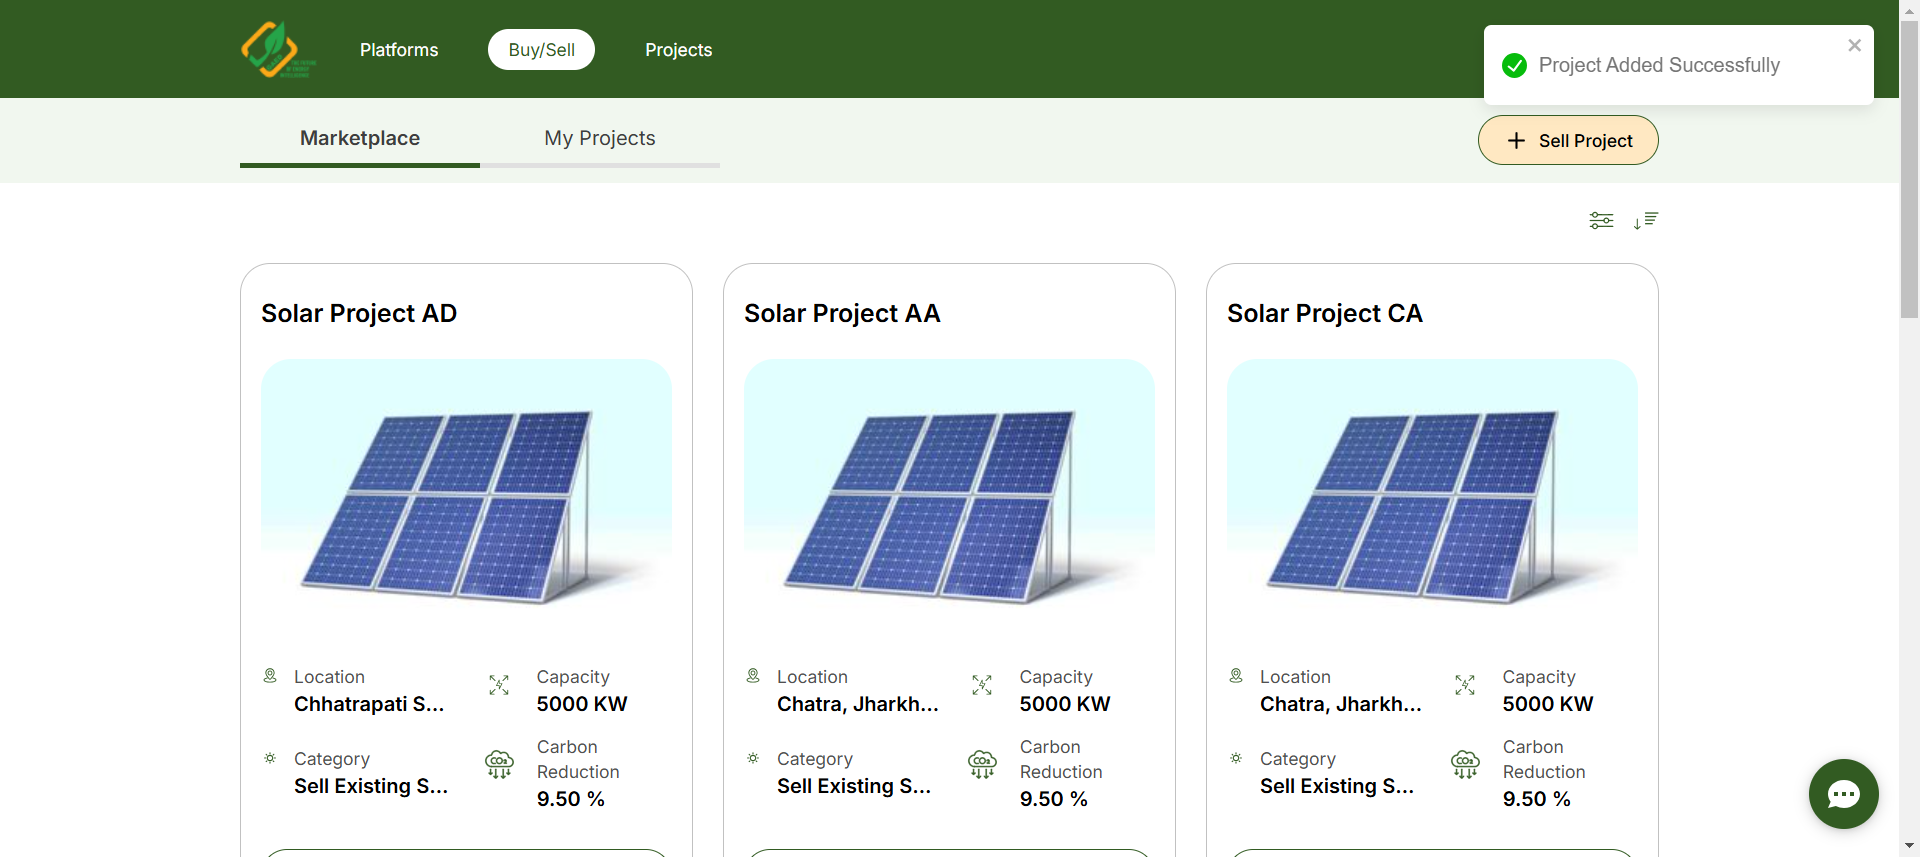 Platforms
Buy/Sell
Projects
Project Added Successfully
Marketplace
My Projects
Sell Project
Solar Project AD
Solar Project AA
Solar Project CA
Location
Chhatrapati S...
Capacity
5000 KW
Category
Sell Existing S...
Carbon
Reduction
9.50 %
Location
Chatra, Jharkh...
Capacity
5000 KW
Category
Sell Existing S...
Carbon
Reduction
9.50 %
Location
Chatra, Jharkh...
Capacity
5000 KW
Category
Sell Existing S...
Carbon
Reduction
9.50 %